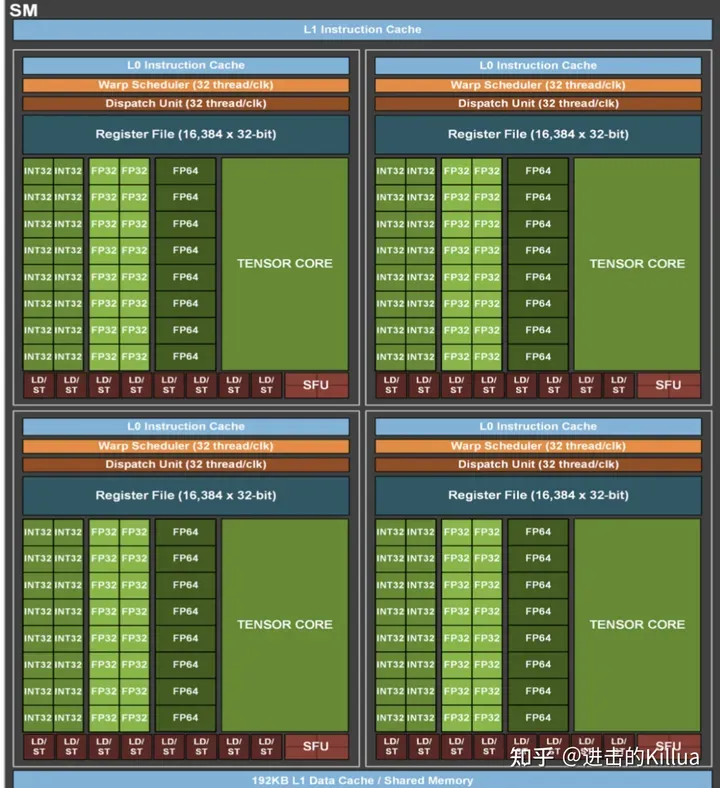 SM
L1 Instruction Cache
L0 Instruction Cache
Warp Scheduler (32 thread/clk)
Dispatch Unit (32 thread/clk)
Register File (16,384 x 32-bit)
INT32 INT32 FP32 FP32 FP64
INT32 INT32 FP32 FP32 FP64
INT32 INT32 FP32 FP32 FP64
INT32 INT32 FP32 FP32 FP64
TENSOR CORE
INT32 INT32 FP32 FP32 FP64
INT32 INT32 FP32 FP32 FP64
INT32 INT32 FP32 FP32 FP64
INT32 INT32 FP32 FP32 FP64
LD/ LD/ LD/ LD/ LD/ LD/ LD/ LD/ SFU
ST ST ST ST ST ST ST ST
L0 Instruction Cache
Warp Scheduler (32 thread/clk)
Dispatch Unit (32 thread/clk)
Register File (16,384 x 32-bit)
INT32 INT32 FP32 FP32 FP64
INT32 INT32 FP32 FP32 FP64
INT32 INT32 FP32 FP32 FP64
INT32 INT32 FP32 FP32 FP64
TENSOR CORE
INT32 INT32 FP32 FP32 FP64
INT32 INT32 FP32 FP32 FP64
INT32 INT32 FP32 FP32 FP64
INT32 INT32 FP32 FP32 FP64
LD/ LD/ LD/ LD/ LD/ LD/ LD/ LD/ SFU
ST ST ST ST ST ST ST ST
L0 Instruction Cache
Warp Scheduler (32 thread/clk)
Dispatch Unit (32 thread/clk)
Register File (16,384 x 32-bit)
INT32 INT32 FP32 FP32 FP64
INT32 INT32 FP32 FP32 FP64
INT32 INT32 FP32 FP32 FP64
INT32 INT32 FP32 FP32 FP64
TENSOR CORE
INT32 INT32 FP32 FP32 FP64
INT32 INT32 FP32 FP32 FP64
INT32 INT32 FP32 FP32 FP64
INT32 INT32 FP32 FP32 FP64
LD/ LD/ LD/ LD/ LD/ LD/ LD/ LD/ SFU
ST ST ST ST ST ST ST ST
L0 Instruction Cache
Warp Scheduler (32 thread/clk)
Dispatch Unit (32 thread/clk)
Register File (16,384 x 32-bit)
INT32 INT32 FP32 FP32 FP64
INT32 INT32 FP32 FP32 FP64
INT32 INT32 FP32 FP32 FP64
INT32 INT32 FP32 FP32 FP64
TENSOR CORE
INT32 INT32 FP32 FP32 FP64
INT32 INT32 FP32 FP32 FP64
INT32 INT32 FP32 FP32 FP64
INT32 INT32 FP32 FP32 FP64
LD/ LD/ LD/ LD/ LD/ LD/ LD/ LD/ SFU
ST ST ST ST ST ST ST ST
知乎 @进击的Killua
192KB L1 Data Cache / Shared Memory